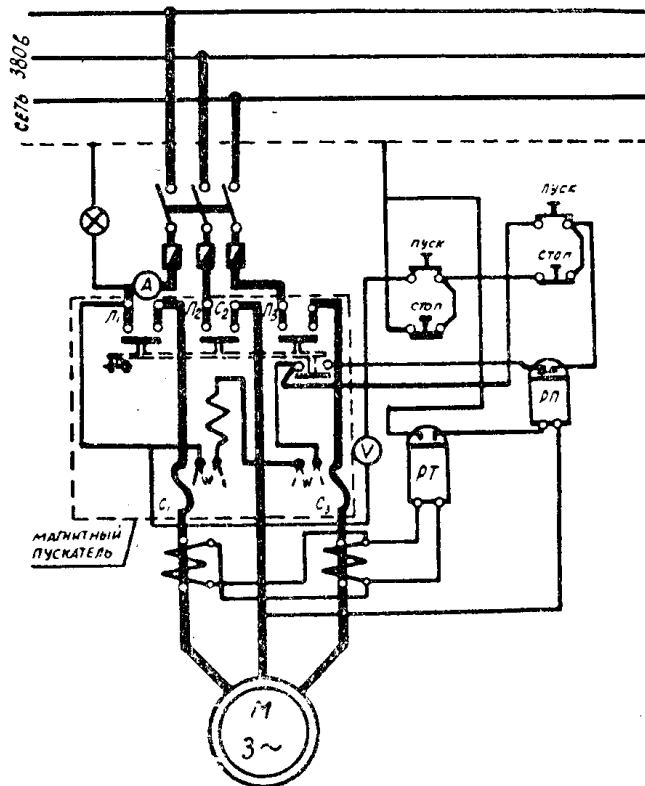 СЕТЬ 380В
ПУСК
ПУСК
СТОП
СТОП
А
Л₁
Л₂
С₂
Л₃
РП
V
РТ
С₁
С₃
МАГНИТНЫЙ
ПУСКАТЕЛЬ
М
3~